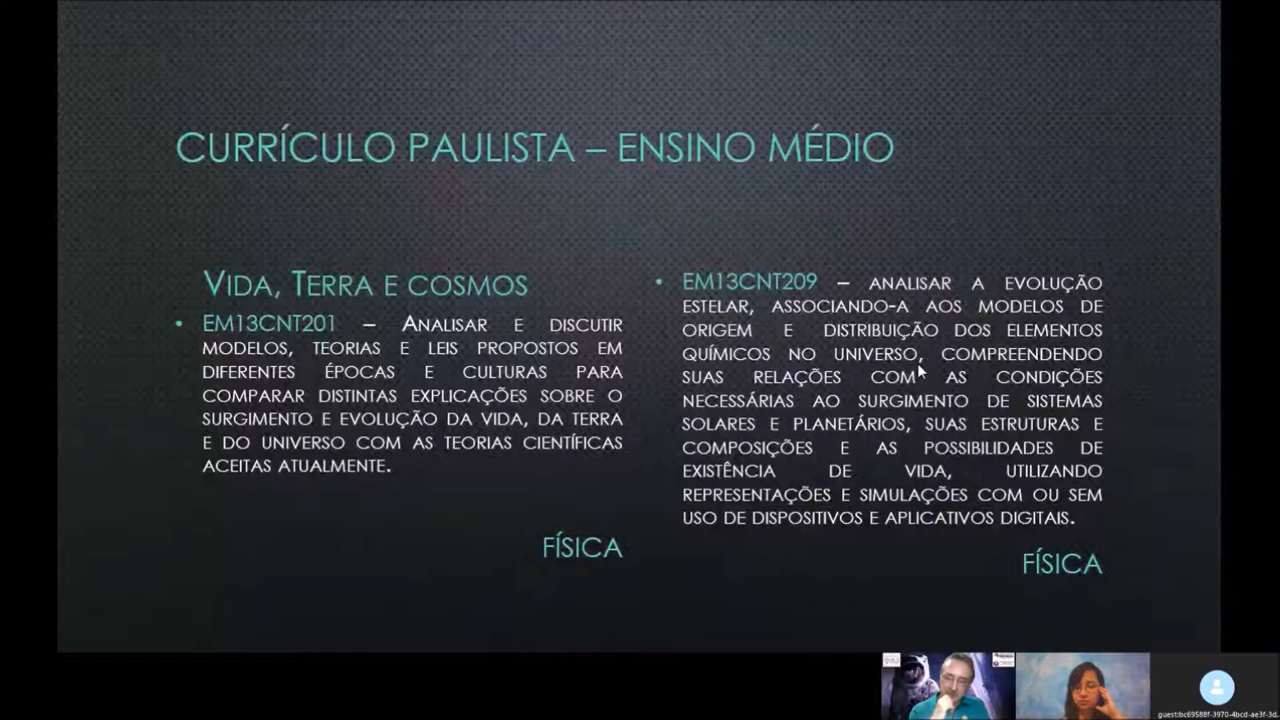 CURRÍCULO PAULISTA – ENSINO MÉDIO
VIDA, TERRA E COSMOS
• EM13CNT201 – ANALISAR E DISCUTIR
MODELOS, TEORIAS E LEIS PROPOSTOS EM
DIFERENTES ÉPOCAS E CULTURAS PARA
COMPARAR DISTINTAS EXPLICAÇÕES SOBRE O
SURGIMENTO E EVOLUÇÃO DA VIDA, DA TERRA
E DO UNIVERSO COM AS TEORIAS CIENTÍFICAS
ACEITAS ATUALMENTE.
FÍSICA
• EM13CNT209 – ANALISAR A EVOLUÇÃO
ESTELAR, ASSOCIANDO-A AOS MODELOS DE
ORIGEM E DISTRIBUIÇÃO DOS ELEMENTOS
QUÍMICOS NO UNIVERSO, COMPREENDENDO
SUAS RELAÇÕES COM AS CONDIÇÕES
NECESSÁRIAS AO SURGIMENTO DE SISTEMAS
SOLARES E PLANETÁRIOS, SUAS ESTRUTURAS E
COMPOSIÇÕES E AS POSSIBILIDADES DE
EXISTÊNCIA DE VIDA, UTILIZANDO
REPRESENTAÇÕES E SIMULAÇÕES COM OU SEM
USO DE DISPOSITIVOS E APLICATIVOS DIGITAIS.
FÍSICA